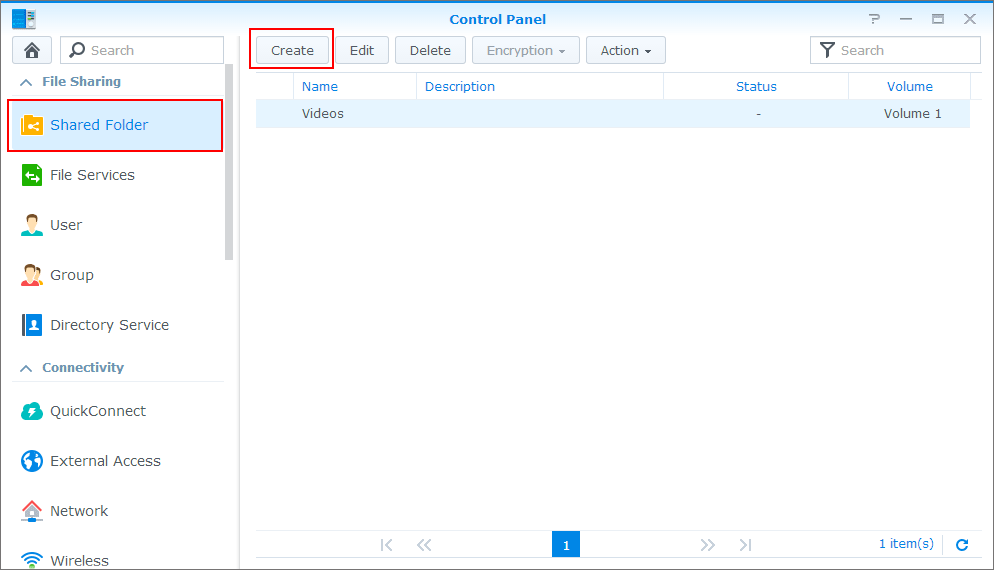 Control Panel
Search
Create Edit Delete Encryption Action Search
File Sharing
Shared Folder
File Services
User
Group
Directory Service
Connectivity
QuickConnect
External Access
Network
Wireless
Name Description Status Volume
Videos - Volume 1
1 1 item(s)